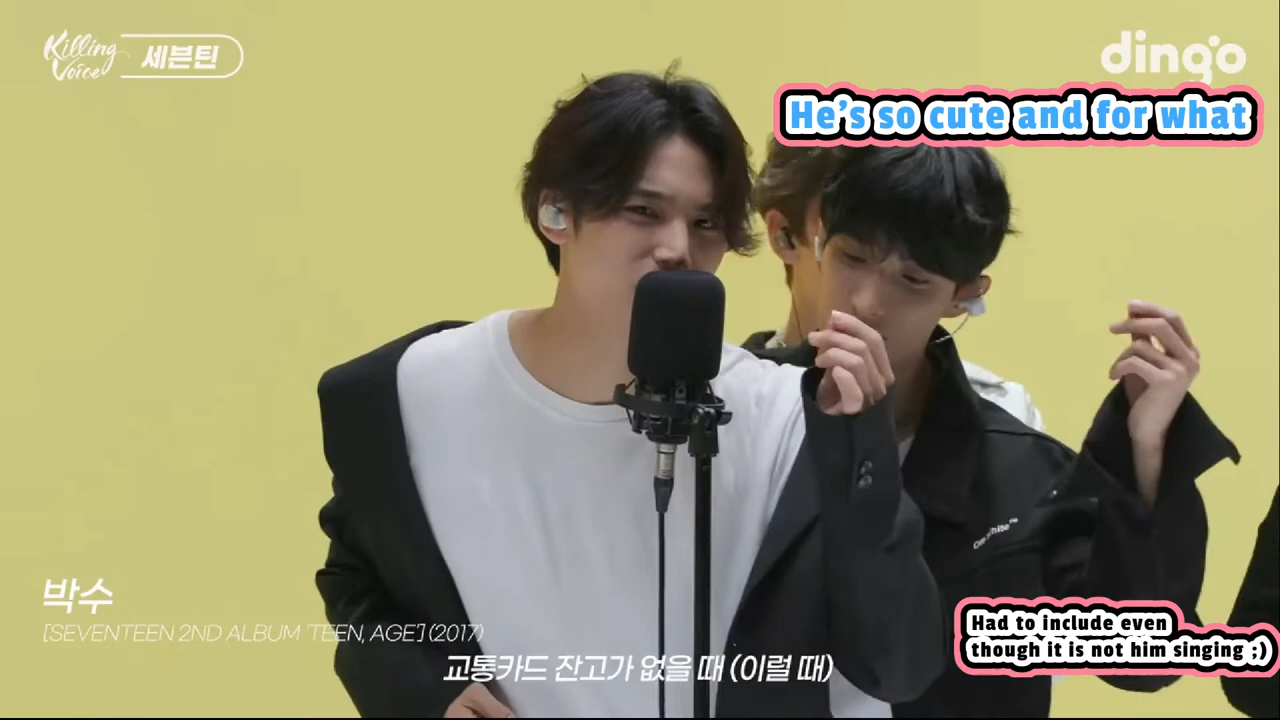 Killing
Voice
세븐틴
dingo
He's so cute and for what
Off-White™
박수
[SEVENTEEN 2ND ALBUM 'TEEN, AGE'] (2017)
교통카드 잔고가 없을 때 (이럴 때)
Had to include even
though it is not him singing ;)